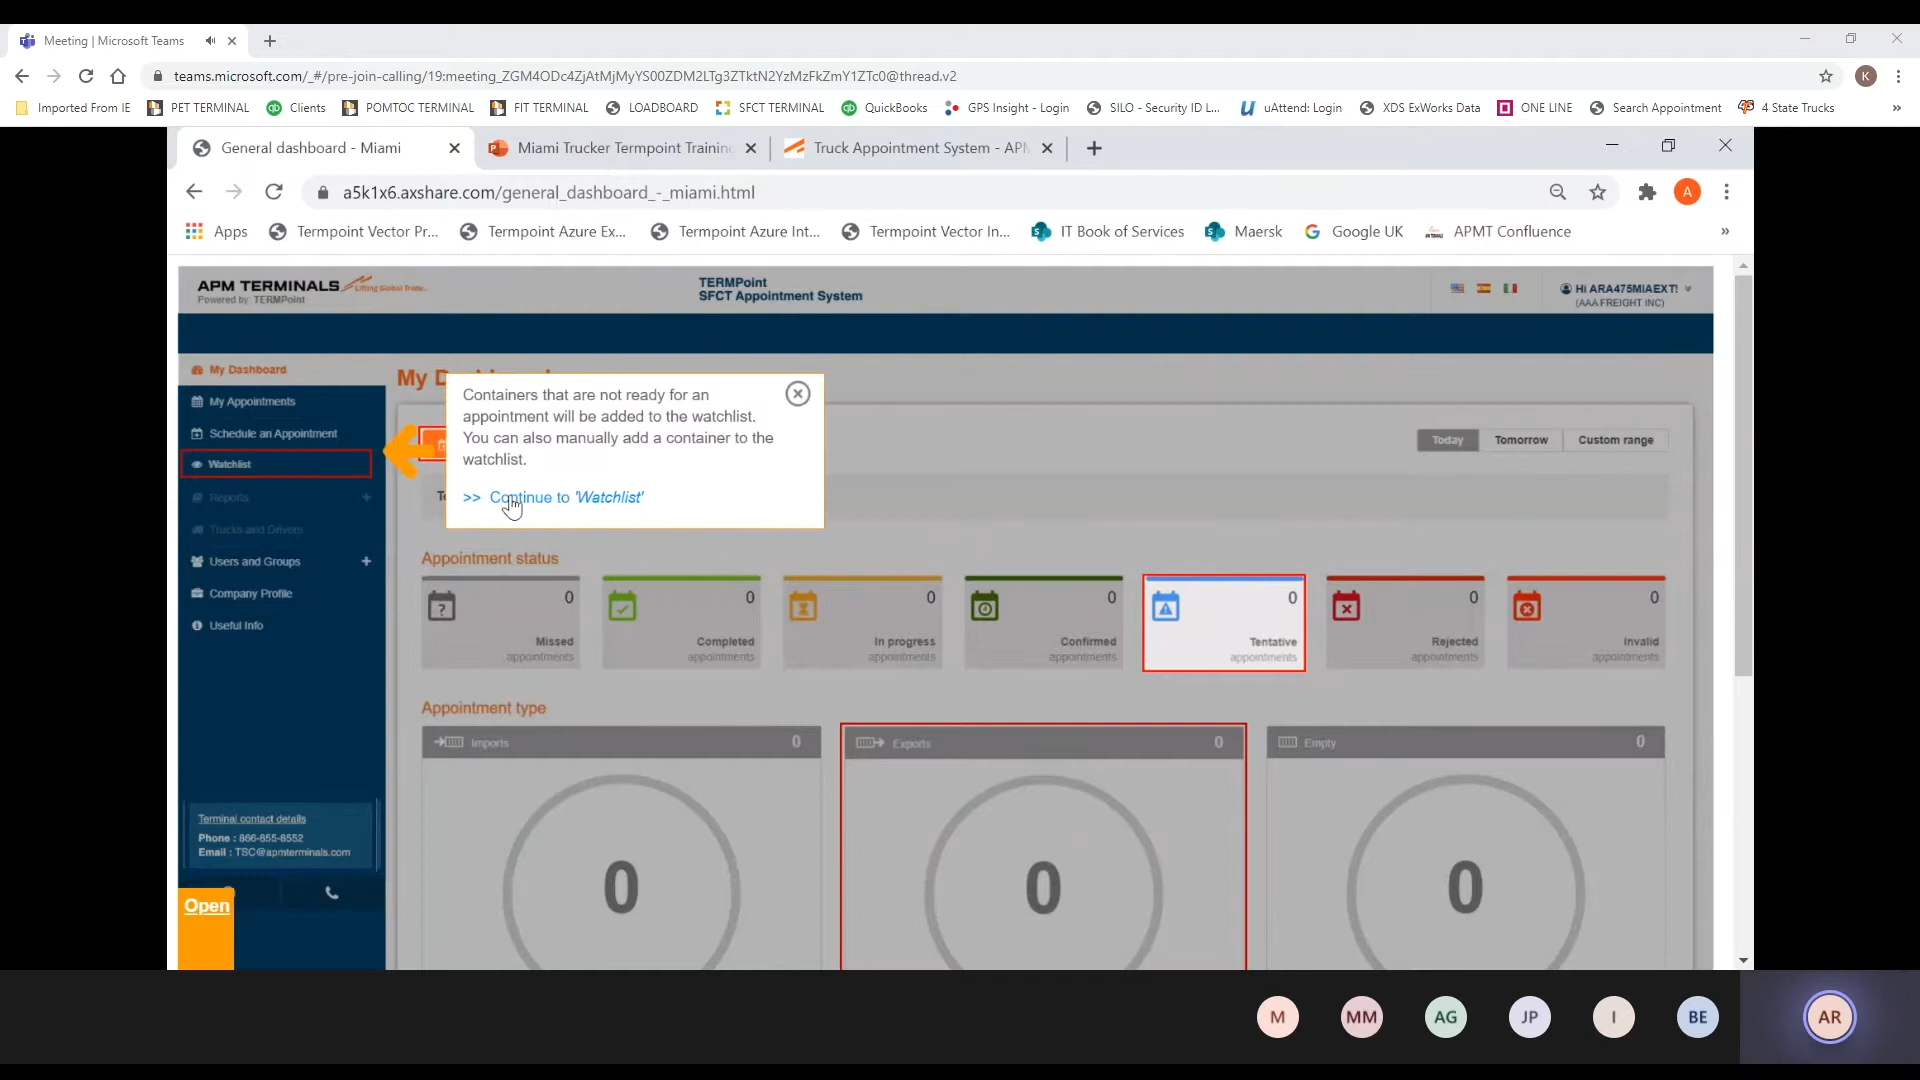 Meeting | Microsoft Teams
teams.microsoft.com/_#/pre-join-calling/19:meeting_ZGM4ODc4ZjAtMjMyYS00ZDM2LTg3ZTktN2YzMzFkZmY1ZTc0@thread.v2
K
Imported From IE PET TERMINAL Clients POMTOC TERMINAL FIT TERMINAL LOADBOARD SFCT TERMINAL QuickBooks GPS Insight - Login SILO - Security ID L... uAttend: Login XDS ExWorks Data ONE LINE Search Appointment 4 State Trucks »
General dashboard - Miami
Miami Trucker Termpoint Training
Truck Appointment System - APM
a5k1x6.axshare.com/general_dashboard_-_miami.html
A
Apps Termpoint Vector Pr... Termpoint Azure Ex... Termpoint Azure Int... Termpoint Vector In... IT Book of Services Maersk Google UK APMT Confluence »
APM TERMINALS
Lifting Global Trade.
Powered by: TERMPoint
TERMPoint
SFCT Appointment System
Hi ARA475MIAEXT!
(AAA FREIGHT INC)
My Dashboard
My Appointments
Schedule an Appointment
Watchlist
Reports +
Trucks and Drivers
Users and Groups +
Company Profile
Useful Info
Terminal contact details
Phone : 866-855-8552
Email : TSC@apmterminals.com
Open
My D
Containers that are not ready for an
appointment will be added to the watchlist.
You can also manually add a container to the
watchlist.
>> Continue to 'Watchlist'
Today Tomorrow Custom range
Appointment status
0
Missed
appointments
0
Completed
appointments
0
In progress
appointments
0
Confirmed
appointments
0
Tentative
appointments
0
Rejected
appointments
0
Invalid
appointments
Appointment type
Imports 0
0
Exports 0
0
Empty 0
0
M MM AG JP I BE AR